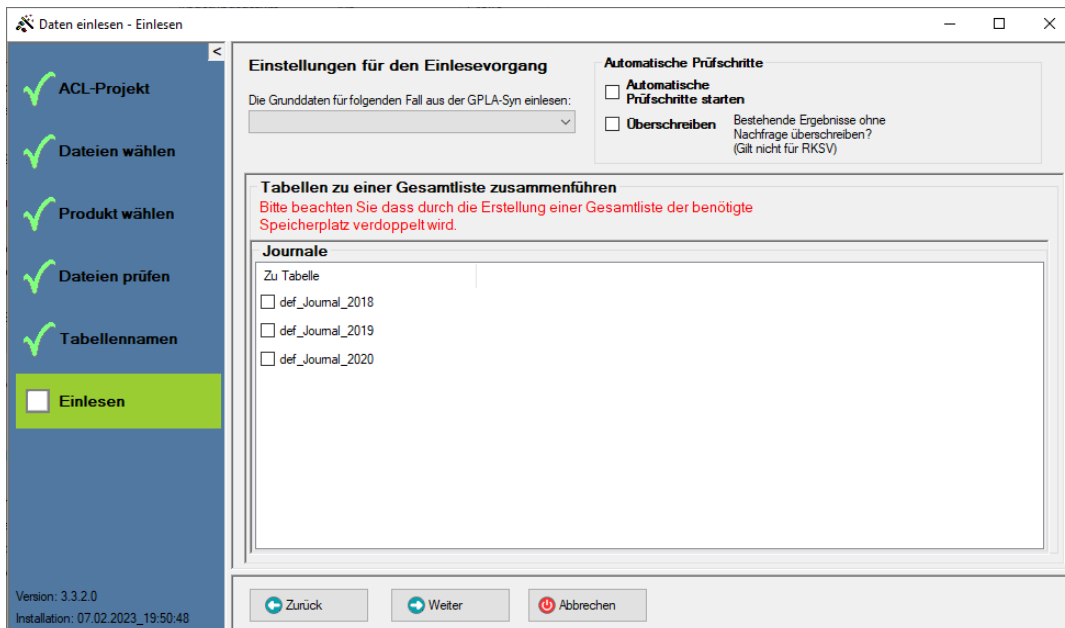 Daten einlesen - Einlesen
<
ACL-Projekt
Dateien wählen
Produkt wählen
Dateien prüfen
Tabellennamen
Einlesen
Version: 3.3.2.0
Installation: 07.02.2023_19:50:48
Einstellungen für den Einlesevorgang
Die Grunddaten für folgenden Fall aus der GPLA-Syn einlesen:
Automatische Prüfschritte
Automatische
Prüfschritte starten
Überschreiben
Bestehende Ergebnisse ohne
Nachfrage überschreiben?
(Gilt nicht für RKSV)
Tabellen zu einer Gesamtliste zusammenführen
Bitte beachten Sie dass durch die Erstellung einer Gesamtliste der benötigte
Speicherplatz verdoppelt wird.
Journale
Zu Tabelle
def_Journal_2018
def_Journal_2019
def_Journal_2020
Zurück
Weiter
Abbrechen